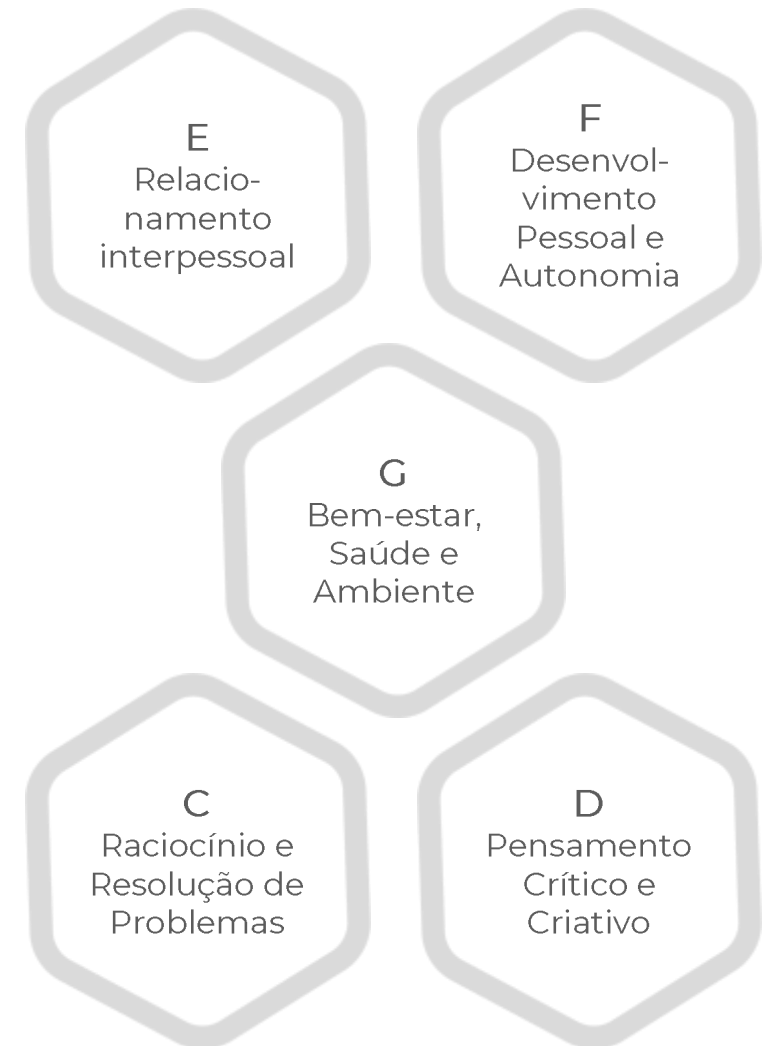 E
Relacio-
namento
interpessoal
F
Desenvol-
vimento
Pessoal e
Autonomia
G
Bem-estar,
Saúde e
Ambiente
C
Raciocínio e
Resolução de
Problemas
D
Pensamento
Crítico e
Criativo